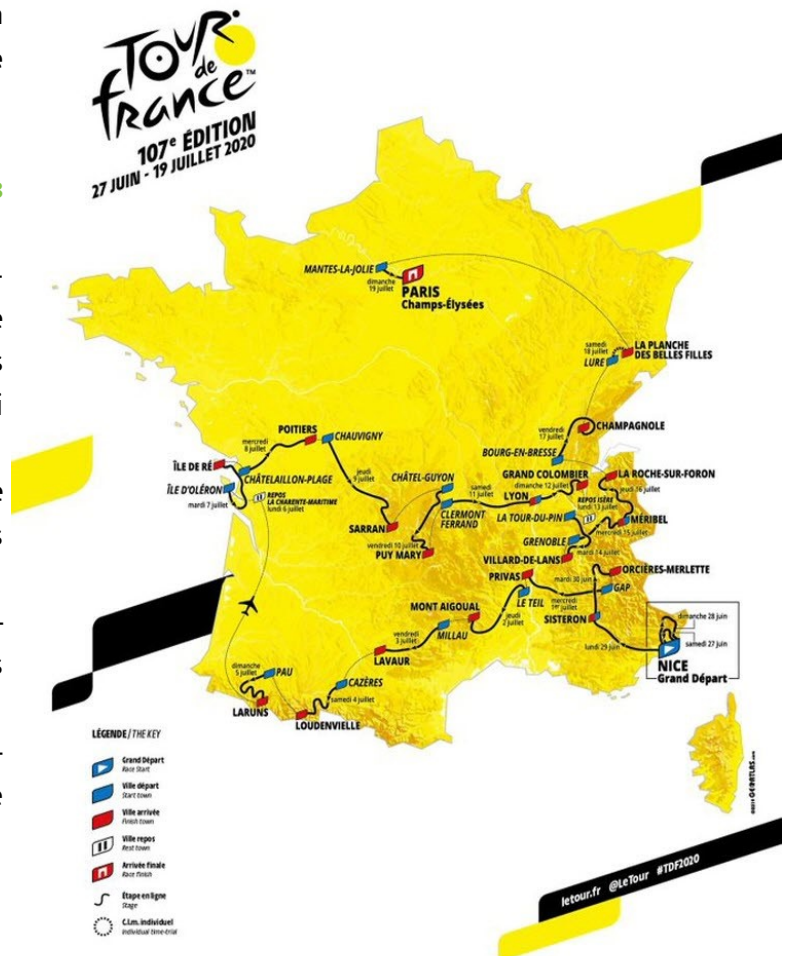 TOUR
de
france™
107e ÉDITION
27 JUIN - 19 JUILLET 2020
MANTES-LA-JOLIE
dimanche
19 juillet
PARIS
Champs-Élysées
samedi
18 juillet
LA PLANCHE
DES BELLES FILLES
LURE
vendredi
17 juillet
CHAMPAGNOLE
BOURG-EN-BRESSE
POITIERS
CHAUVIGNY
mercredi
8 juillet
ÎLE DE RÉ
CHÂTELAILLON-PLAGE
ÎLE D'OLÉRON
mardi 7 juillet
REPOS
LA CHARENTE-MARITIME
lundi 6 juillet
jeudi
9 juillet
CHÂTEL-GUYON
samedi
11 juillet
GRAND COLOMBIER
dimanche 12 juillet
LYON
LA ROCHE-SUR-FORON
jeudi 16 juillet
REPOS ISÈRE
lundi 13 juillet
CLERMONT
FERRAND
LA TOUR-DU-PIN
MÉRIBEL
mercredi 15 juillet
SARRAN
vendredi 10 juillet
PUY MARY
GRENOBLE
mardi 14 juillet
VILLARD-DE-LANS
PRIVAS
mardi 30 juin
ORCIÈRES-MERLETTE
GAP
LE TEIL
mercredi
1er juillet
MONT AIGOUAL
jeudi
2 juillet
SISTERON
dimanche 28 juin
samedi 27 juin
lundi 29 juin
NICE
Grand Départ
vendredi
3 juillet
MILLAU
LAVAUR
dimanche
5 juillet
PAU
CAZÈRES
samedi 4 juillet
LARUNS
LOUDENVIELLE
LÉGENDE / THE KEY
Grand Départ
Race Start
Ville départ
Start town
Ville arrivée
Finish town
Ville repos
Rest town
Arrivée finale
Race finish
Étape en ligne
Stage
C.l.m. individuel
Individual time-trial
letour.fr @LeTour #TDF2020